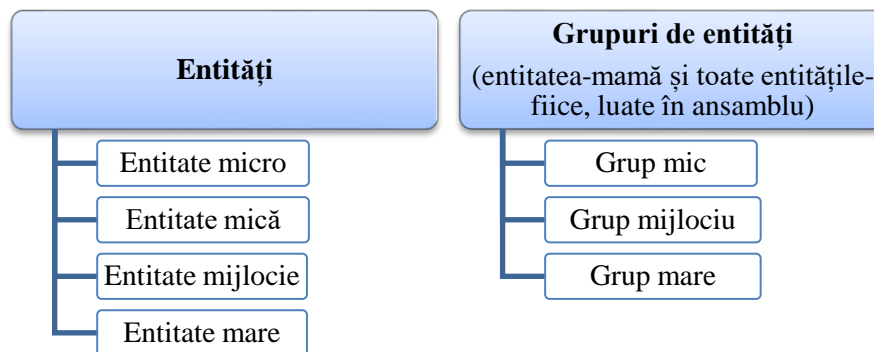 Entități
Entitate micro
Entitate mică
Entitate mijlocie
Entitate mare
Grupuri de entități
(entitatea-mamă și toate entitățile-
fiice, luate în ansamblu)
Grup mic
Grup mijlociu
Grup mare